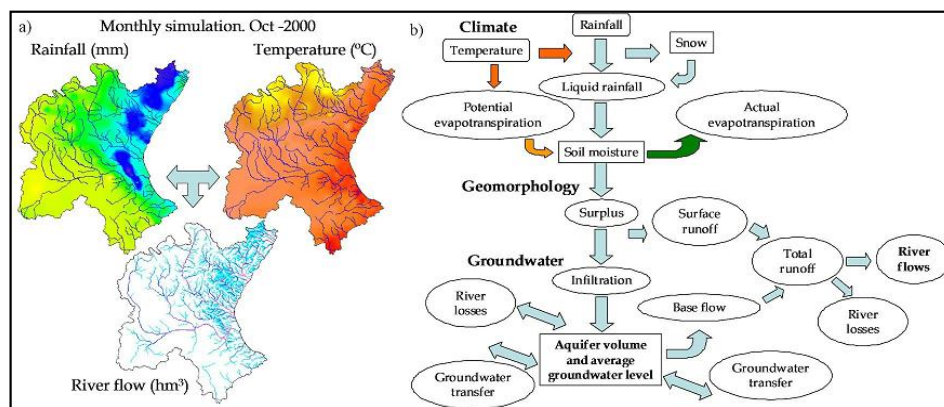 a)
Monthly simulation. Oct -2000
Rainfall (mm)
Temperature (ºC)
River flow (hm³)
b)
Climate
Rainfall
Temperature
Snow
Liquid rainfall
Potential
evapotranspiration
Actual
evapotranspiration
Soil moisture
Geomorphology
Surplus
Surface
runoff
Groundwater
Total
runoff
River
flows
Infiltration
River
losses
Base flow
River
losses
Aquifer volume
and average
groundwater level
Groundwater
transfer
Groundwater
transfer